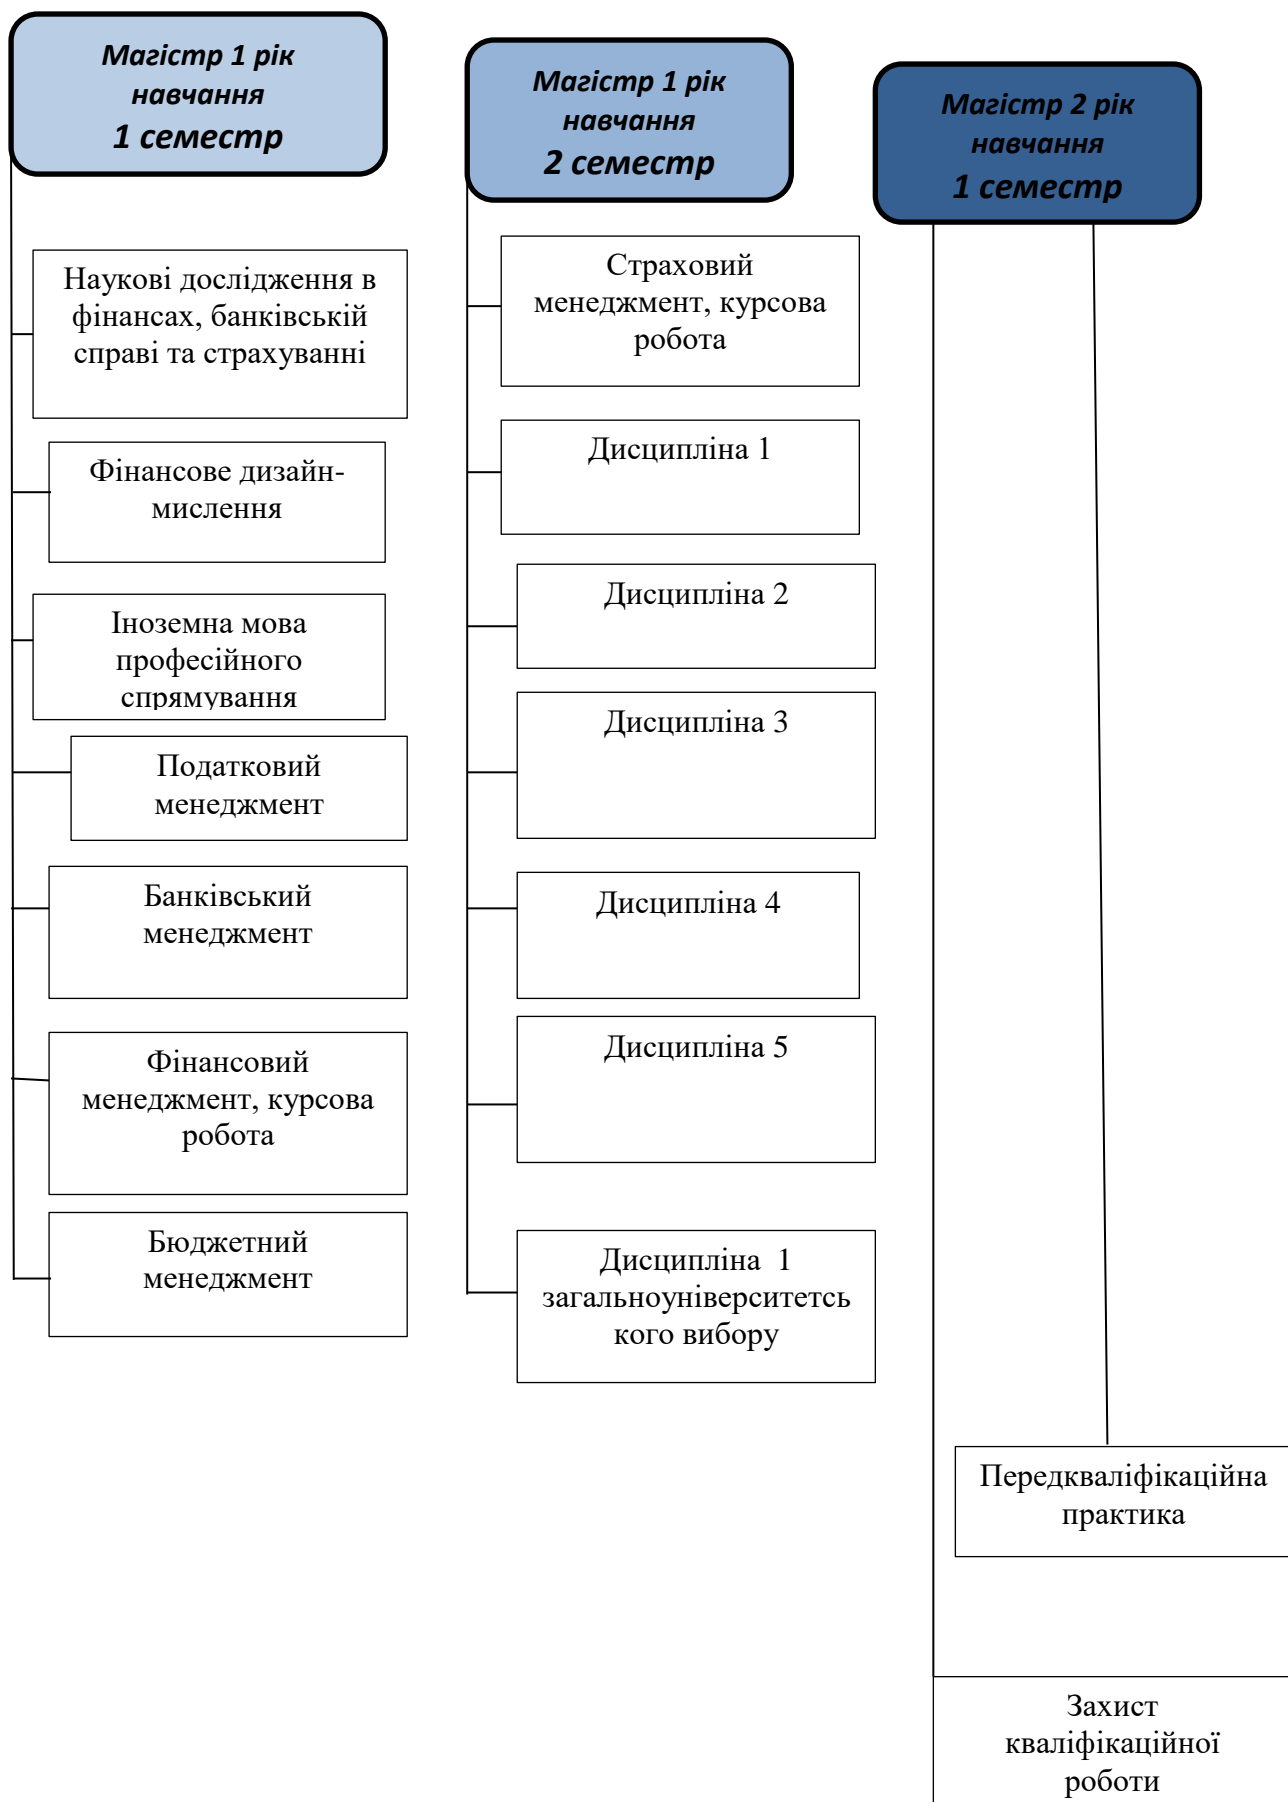 Магістр 1 рік
навчання
1 семестр
Наукові дослідження в
фінансах, банківській
справі та страхуванні
Фінансове дизайн-
мислення
Іноземна мова
професійного
спрямування
Податковий
менеджмент
Банківський
менеджмент
Фінансовий
менеджмент, курсова
робота
Бюджетний
менеджмент
Магістр 1 рік
навчання
2 семестр
Страховий
менеджмент, курсова
робота
Дисципліна 1
Дисципліна 2
Дисципліна 3
Дисципліна 4
Дисципліна 5
Дисципліна  1
загальноуніверситетсь
кого вибору
Магістр 2 рік
навчання
1 семестр
Передкваліфікаційна
практика
Захист
кваліфікаційної
роботи